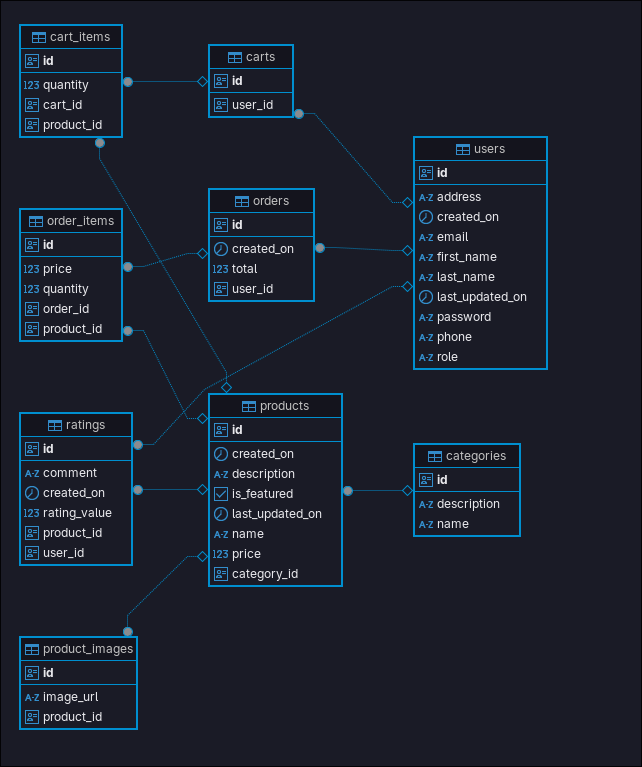 cart_items
id
123 quantity
cart_id
product_id
carts
id
user_id
users
id
A-Z address
created_on
A-Z email
A-Z first_name
A-Z last_name
last_updated_on
A-Z password
A-Z phone
A-Z role
order_items
id
123 price
123 quantity
order_id
product_id
orders
id
created_on
123 total
user_id
ratings
id
A-Z comment
created_on
123 rating_value
product_id
user_id
products
id
created_on
A-Z description
is_featured
last_updated_on
A-Z name
123 price
category_id
categories
id
A-Z description
A-Z name
product_images
id
A-Z image_url
product_id